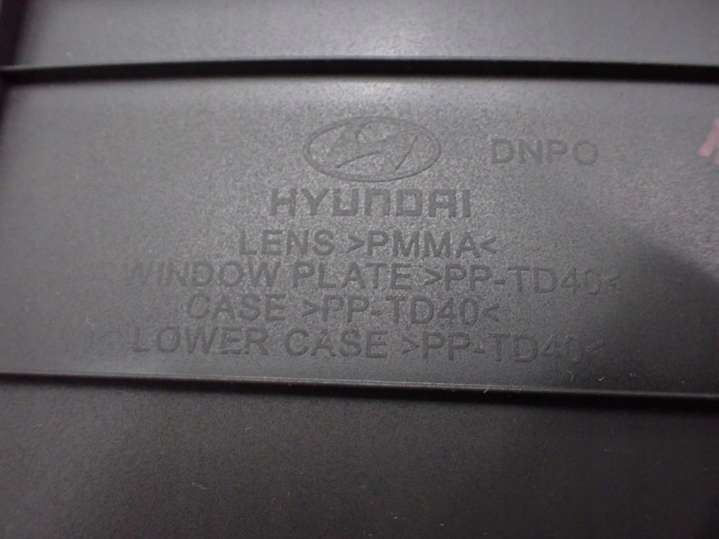 DNPO
HYUNDAI
LENS >PMMA<
WINDOW PLATE >PP-TD40<
CASE >PP-TD40<
LOWER CASE >PP-TD40<